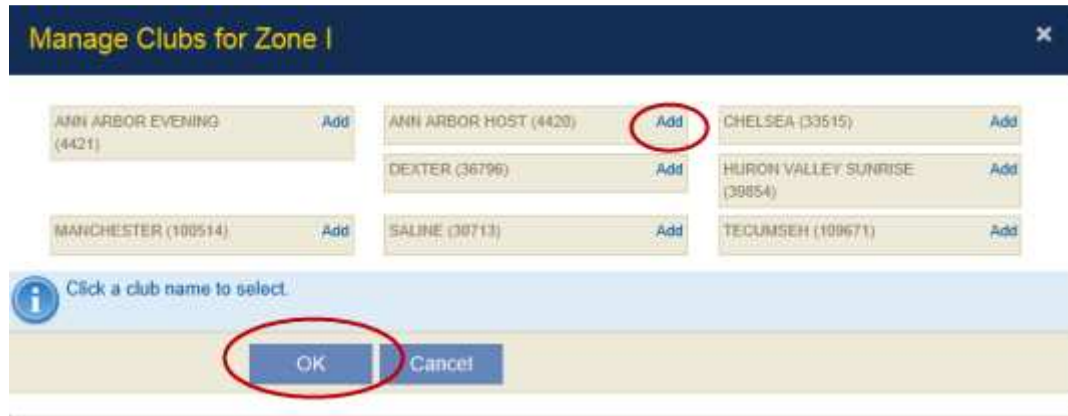 Manage Clubs for Zone I ×
ANN ARBOR EVENING Add ANN ARBOR HOST (4420) Add CHELSEA (33515) Add
(4421)
DEXTER (36796) Add HURON VALLEY SUNRISE Add
(39854)
MANCHESTER (100514) Add SALINE (30713) Add TECUMSEH (109671) Add
i Click a club name to select.
OK Cancel